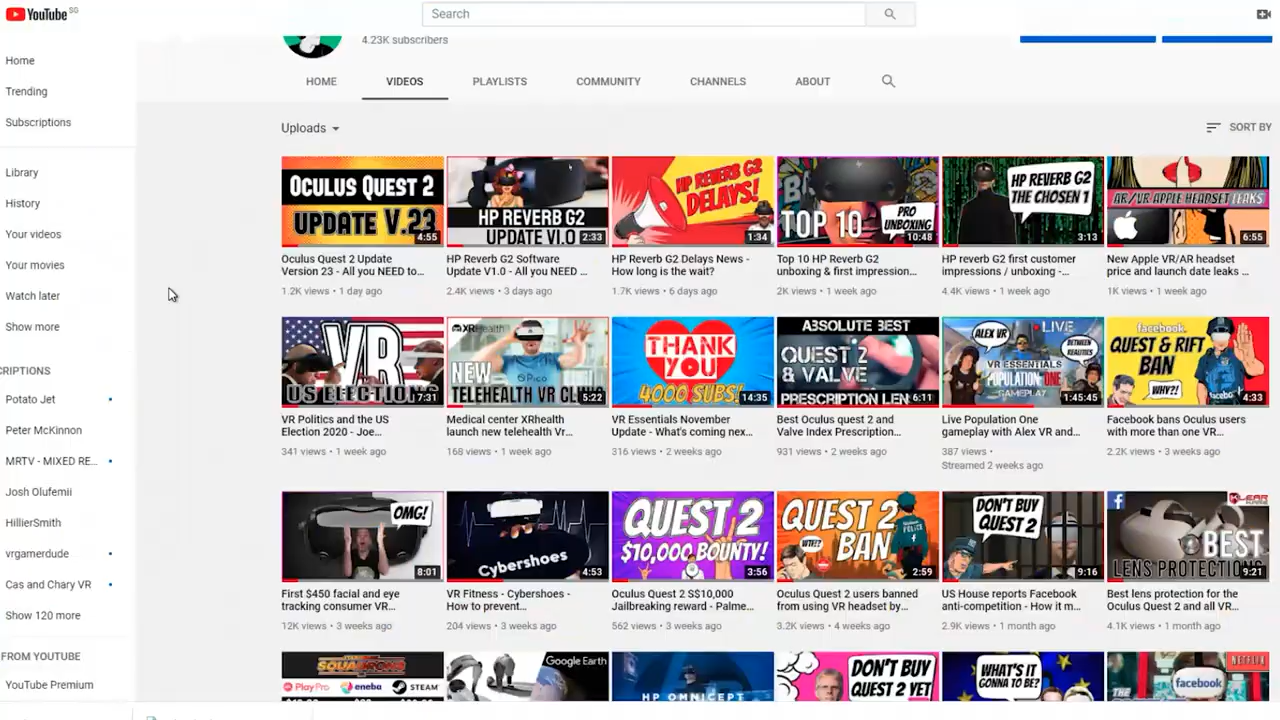 YouTube SG
Search
4.23K subscribers
HOME
VIDEOS
PLAYLISTS
COMMUNITY
CHANNELS
ABOUT
Home
Trending
Subscriptions
Library
History
Your videos
Your movies
Watch later
Show more
CRIPTIONS
Potato Jet
Peter McKinnon
MRTV - MIXED RE...
Josh Olufemii
HillierSmith
vrgamerdude
Cas and Chary VR
Show 120 more
FROM YOUTUBE
YouTube Premium
Uploads
SORT BY
OCULUS QUEST 2
UPDATE V.23
4:55
Oculus Quest 2 Update
Version 23 - All you NEED to...
1.2K views • 1 day ago
HP REVERB G2
UPDATE V1.0
2:33
HP Reverb G2 Software
Update V1.0 - All you NEED ...
2.4K views • 3 days ago
HP REVERB G2
DELAYS!
1:34
HP Reverb G2 Delays News -
How long is the wait?
1.7K views • 6 days ago
TOP 10
PRO
UNBOXING
10:48
Top 10 HP Reverb G2
unboxing & first impression...
2K views • 1 week ago
HP REVERB G2
THE CHOSEN 1
3:13
HP reverb G2 first customer
impressions / unboxing -...
4.4K views • 1 week ago
AR/VR APPLE HEADSET
LEAKS
6:55
New Apple VR/AR headset
price and launch date leaks ...
1K views • 1 week ago
VR
US ELECTION
7:31
VR Politics and the US
Election 2020 - Joe...
341 views • 1 week ago
XRHealth
pico
NEW
TELEHEALTH VR CLINIC
5:22
Medical center XRhealth
launch new telehealth Vr...
168 views • 1 week ago
THANK
YOU
4000 SUBS!
14:35
VR Essentials November
Update - What's coming nex...
316 views • 2 weeks ago
ABSOLUTE BEST
QUEST 2
& VALVE
PRESCRIPTION LEN
6:11
Best Oculus quest 2 and
Valve Index Prescription...
931 views • 2 weeks ago
ALEX VR
LIVE
BETWEEN
REALITIES
VR ESSENTIALS
POPULATION: ONE
GAMEPLAY
1:45:45
Live Population One
gameplay with Alex VR and...
387 views •
Streamed 2 weeks ago
facebook.
QUEST & RIFT
BAN
WHY?!
facebo
4:33
Facebook bans Oculus users
with more than one VR...
2.2K views • 3 weeks ago
OMG!
8:01
First $450 facial and eye
tracking consumer VR...
12K views • 3 weeks ago
Cybershoes
4:53
VR Fitness - Cybershoes -
How to prevent...
204 views • 3 weeks ago
QUEST 2
$10,000 BOUNTY!
3:56
Oculus Quest 2 S$10,000
Jailbreaking reward - Palme...
562 views • 3 weeks ago
QUEST 2
BAN
WTF!?
POLICE
2:59
Oculus Quest 2 users banned
from using VR headset by...
3.2K views • 4 weeks ago
DON'T BUY
QUEST 2
9:16
US House reports Facebook
anti-competition - How it m...
2.9K views • 1 month ago
BEST
LENS PROTECTION
9:21
Best lens protection for the
Oculus Quest 2 and all VR...
4.1K views • 1 month ago
SQUADRONS
PlayPro
eneba
STEAM
Google Earth
HP OMNICEPT
DON'T BUY
QUEST 2 YET
WHAT'S IT
GONNA TO BE?
NETFLIX
THE
facebook